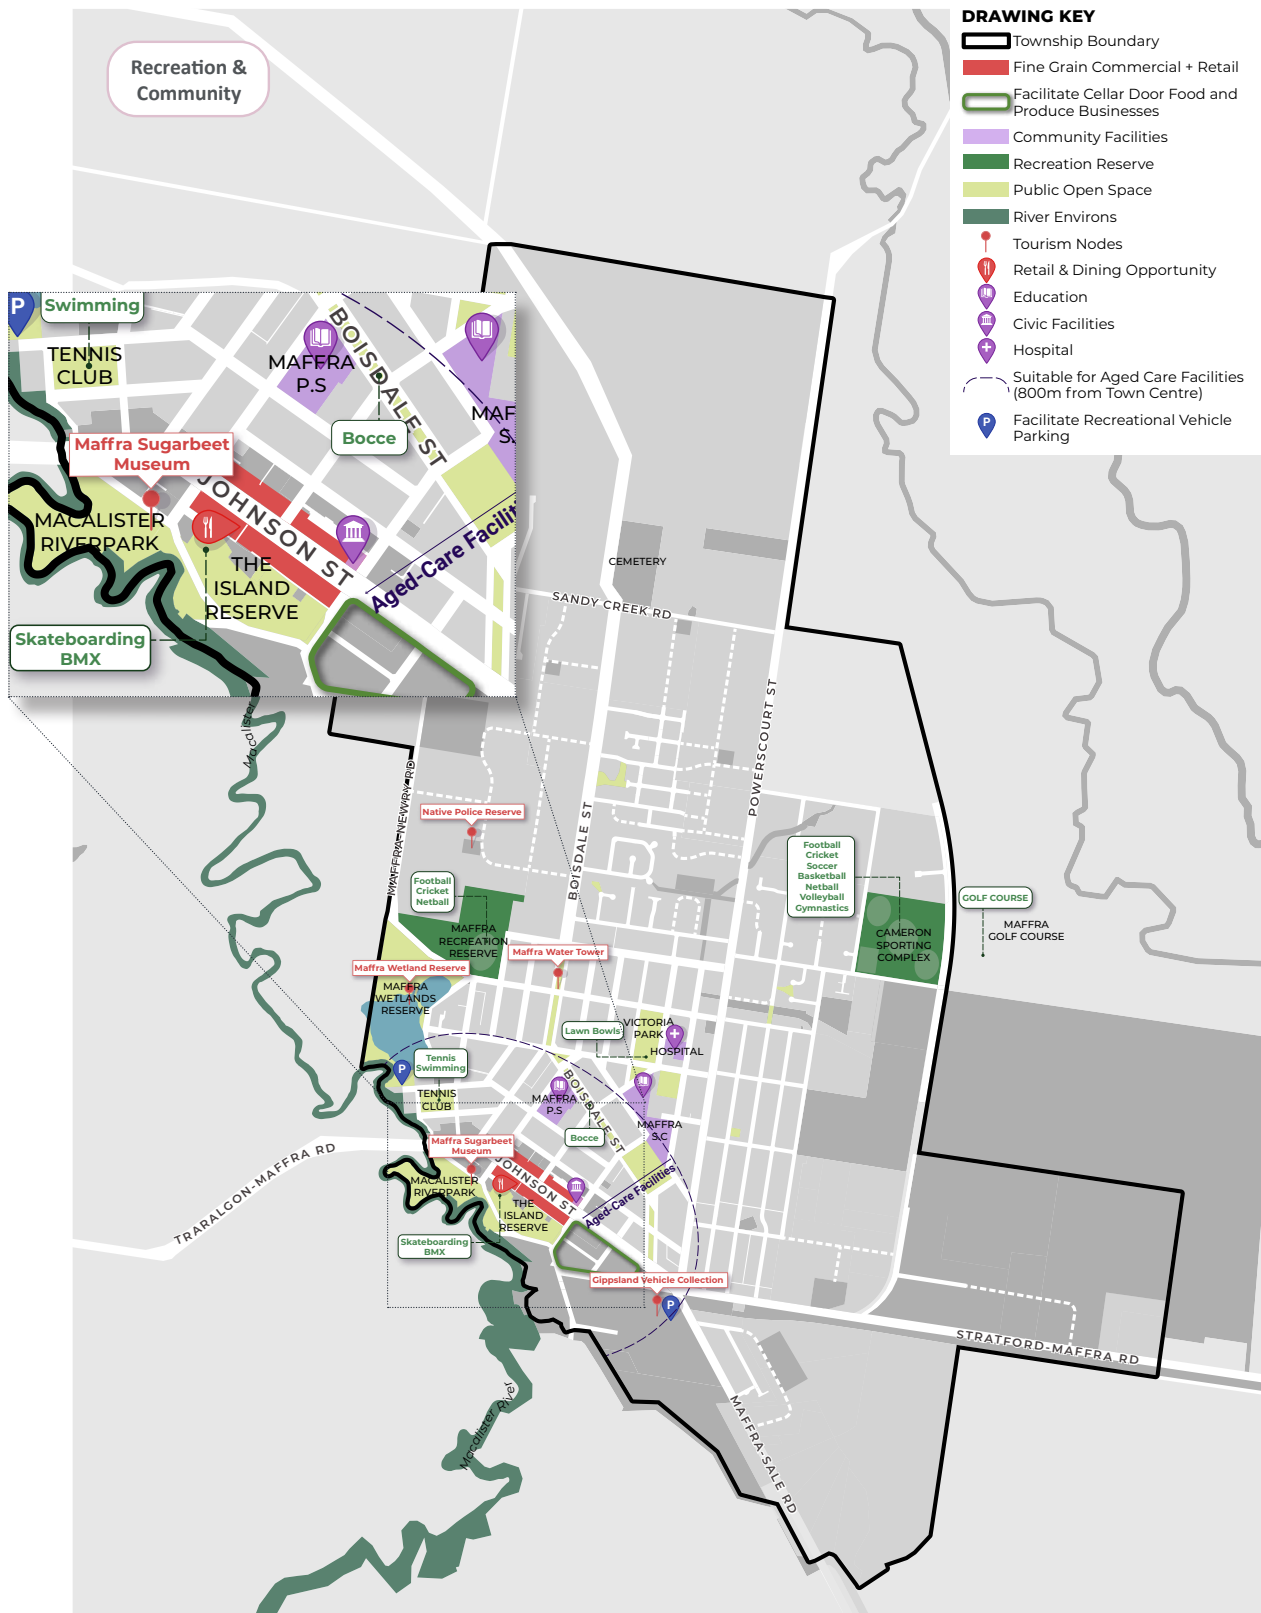 Recreation &
Community
DRAWING KEY
Township Boundary
Fine Grain Commercial + Retail
Facilitate Cellar Door Food and
Produce Businesses
Community Facilities
Recreation Reserve
Public Open Space
River Environs
Tourism Nodes
Retail & Dining Opportunity
Education
Civic Facilities
Hospital
Suitable for Aged Care Facilities
(800m from Town Centre)
P
Facilitate Recreational Vehicle
Parking
P
Swimming
TENNIS
CLUB
MAFFRA
P.S
BOISDALE ST
MAF
S.
Bocce
Maffra Sugarbeet
Museum
JOHNSON ST
MACALISTER
RIVERPARK
THE
ISLAND
RESERVE
Aged-Care Faciliti
Skateboarding
BMX
CEMETERY
SANDY CREEK RD
POWERSCOURT ST
Macalister
MAFFRA-NEWRY RD
BOISDALE ST
Native Police Reserve
Football
Cricket
Netball
MAFFRA
RECREATION
RESERVE
Football
Cricket
Soccer
Basketball
Netball
Volleyball
Gymnastics
CAMERON
SPORTING
COMPLEX
GOLF COURSE
MAFFRA
GOLF COURSE
Maffra Water Tower
Maffra Wetland Reserve
MAFFRA
WETLANDS
RESERVE
Lawn Bowls
VICTORIA
PARK
HOSPITAL
P
Tennis
Swimming
TENNIS
CLUB
MAFFRA
P.S
BOISDALE ST
Bocce
MAFFRA
S.C
Maffra Sugarbeet
Museum
JOHNSON ST
MACALISTER
RIVERPARK
THE
ISLAND
RESERVE
Aged-Care Facilities
Skateboarding
BMX
TRARALGON-MAFFRA RD
Gippsland Vehicle Collection
P
STRATFORD-MAFFRA RD
MAFFRA-SALE RD
Macalister River